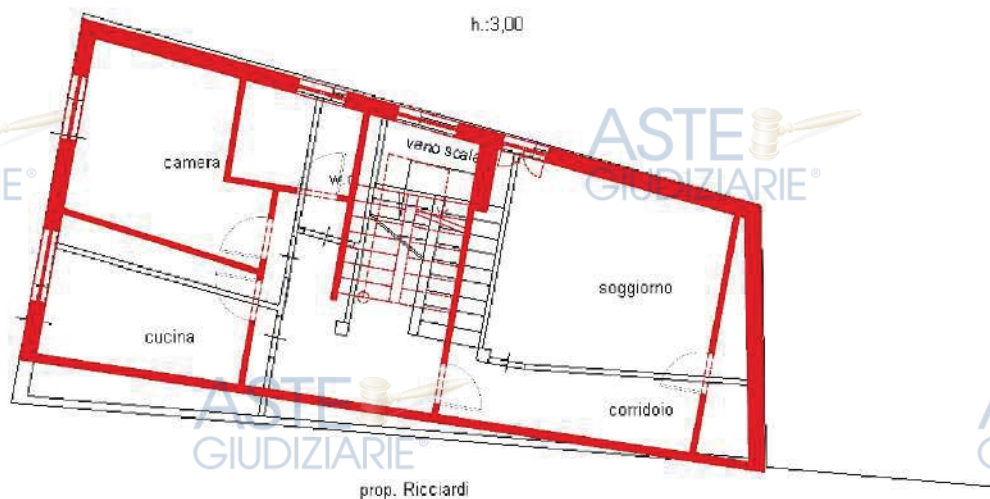 h.:3,00
ASTE
GIUDIZIARIE®
vano scala
camera
w
soggiorno
cucina
corridoio
ASTE
GIUDIZIARIE®
prop. Ricciardi